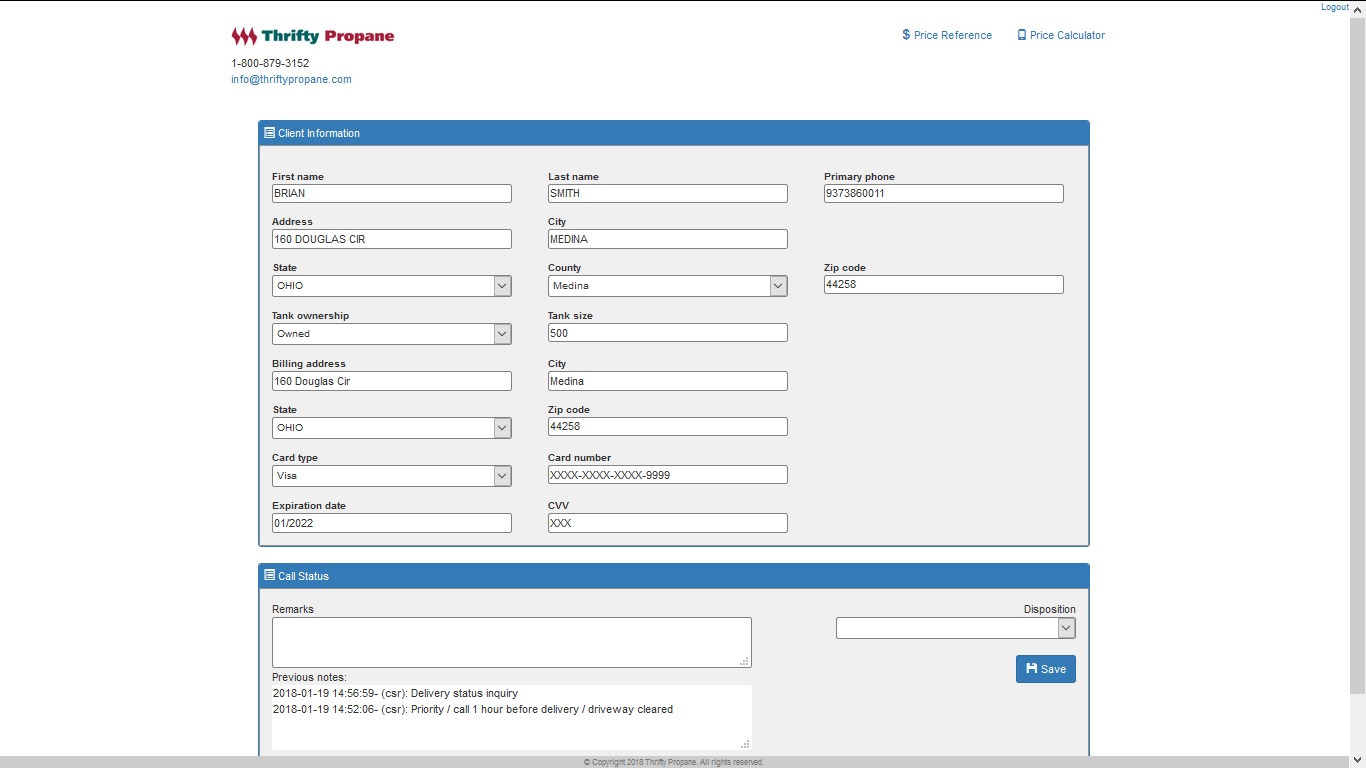 Logout
Thrifty Propane
$ Price Reference Price Calculator
1-800-879-3152
info@thriftypropane.com
Client Information
First name Last name Primary phone
BRIAN SMITH 9373860011
Address City
160 DOUGLAS CIR MEDINA
State County Zip code
OHIO Medina 44258
Tank ownership Tank size
Owned 500
Billing address City
160 Douglas Cir Medina
State Zip code
OHIO 44258
Card type Card number
Visa XXXX-XXXX-XXXX-9999
Expiration date CVV
01/2022 XXX
Call Status
Remarks Disposition
Save
Previous notes:
2018-01-19 14:56:59- (csr): Delivery status inquiry
2018-01-19 14:52:06- (csr): Priority / call 1 hour before delivery / driveway cleared
© Copyright 2018 Thrifty Propane. All rights reserved.